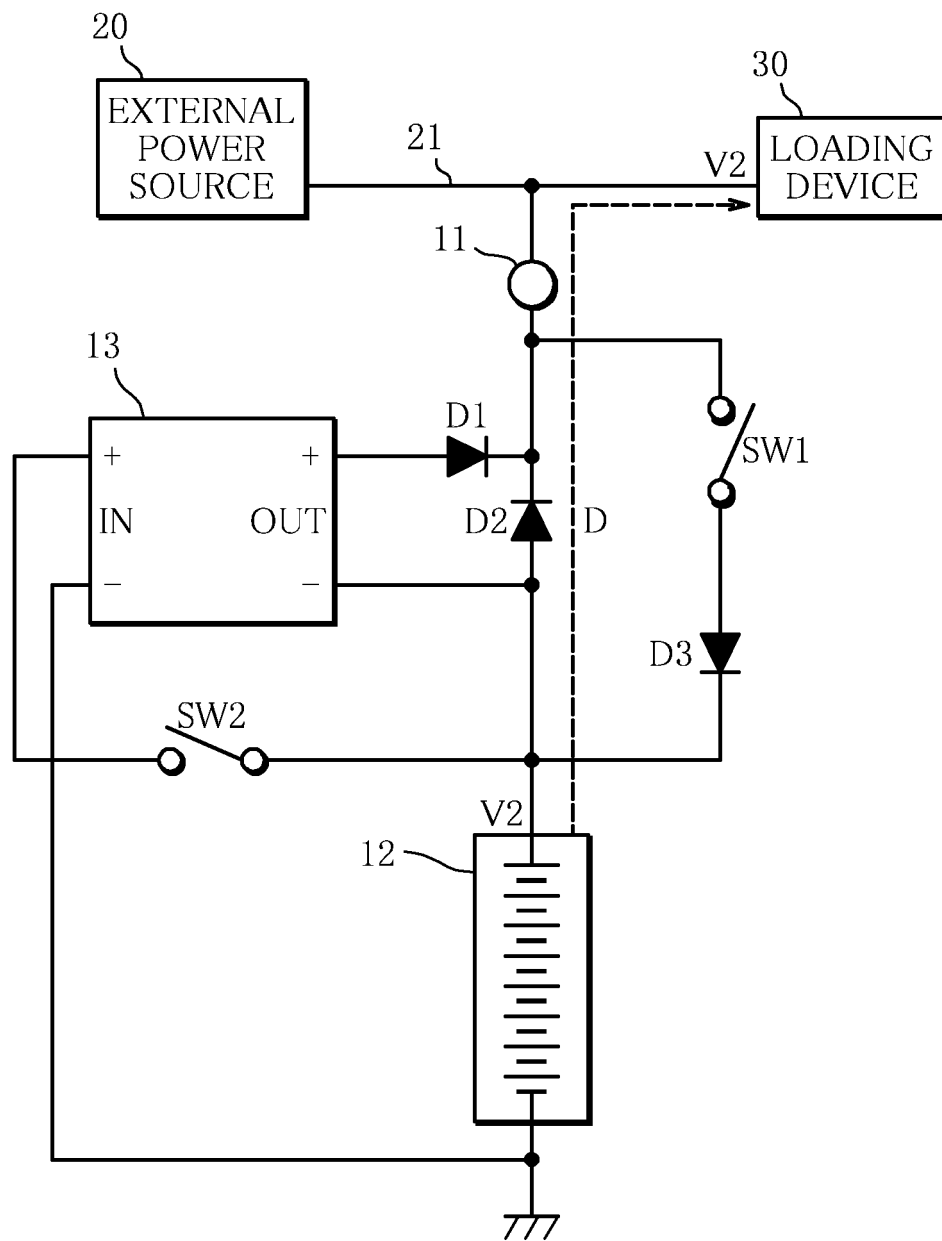 20
EXTERNAL
POWER
SOURCE
21
30
V2
LOADING
DEVICE
11
13
+
+
IN
OUT
−
−
D1
D2
D
SW1
D3
SW2
V2
12